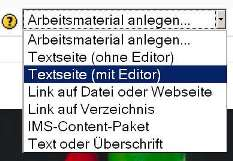 ?
Arbeitsmaterial anlegen...
Arbeitsmaterial anlegen...
Textseite (ohne Editor)
Textseite (mit Editor)
Link auf Datei oder Webseite
Link auf Verzeichnis
IMS-Content-Paket
Text oder Überschrift